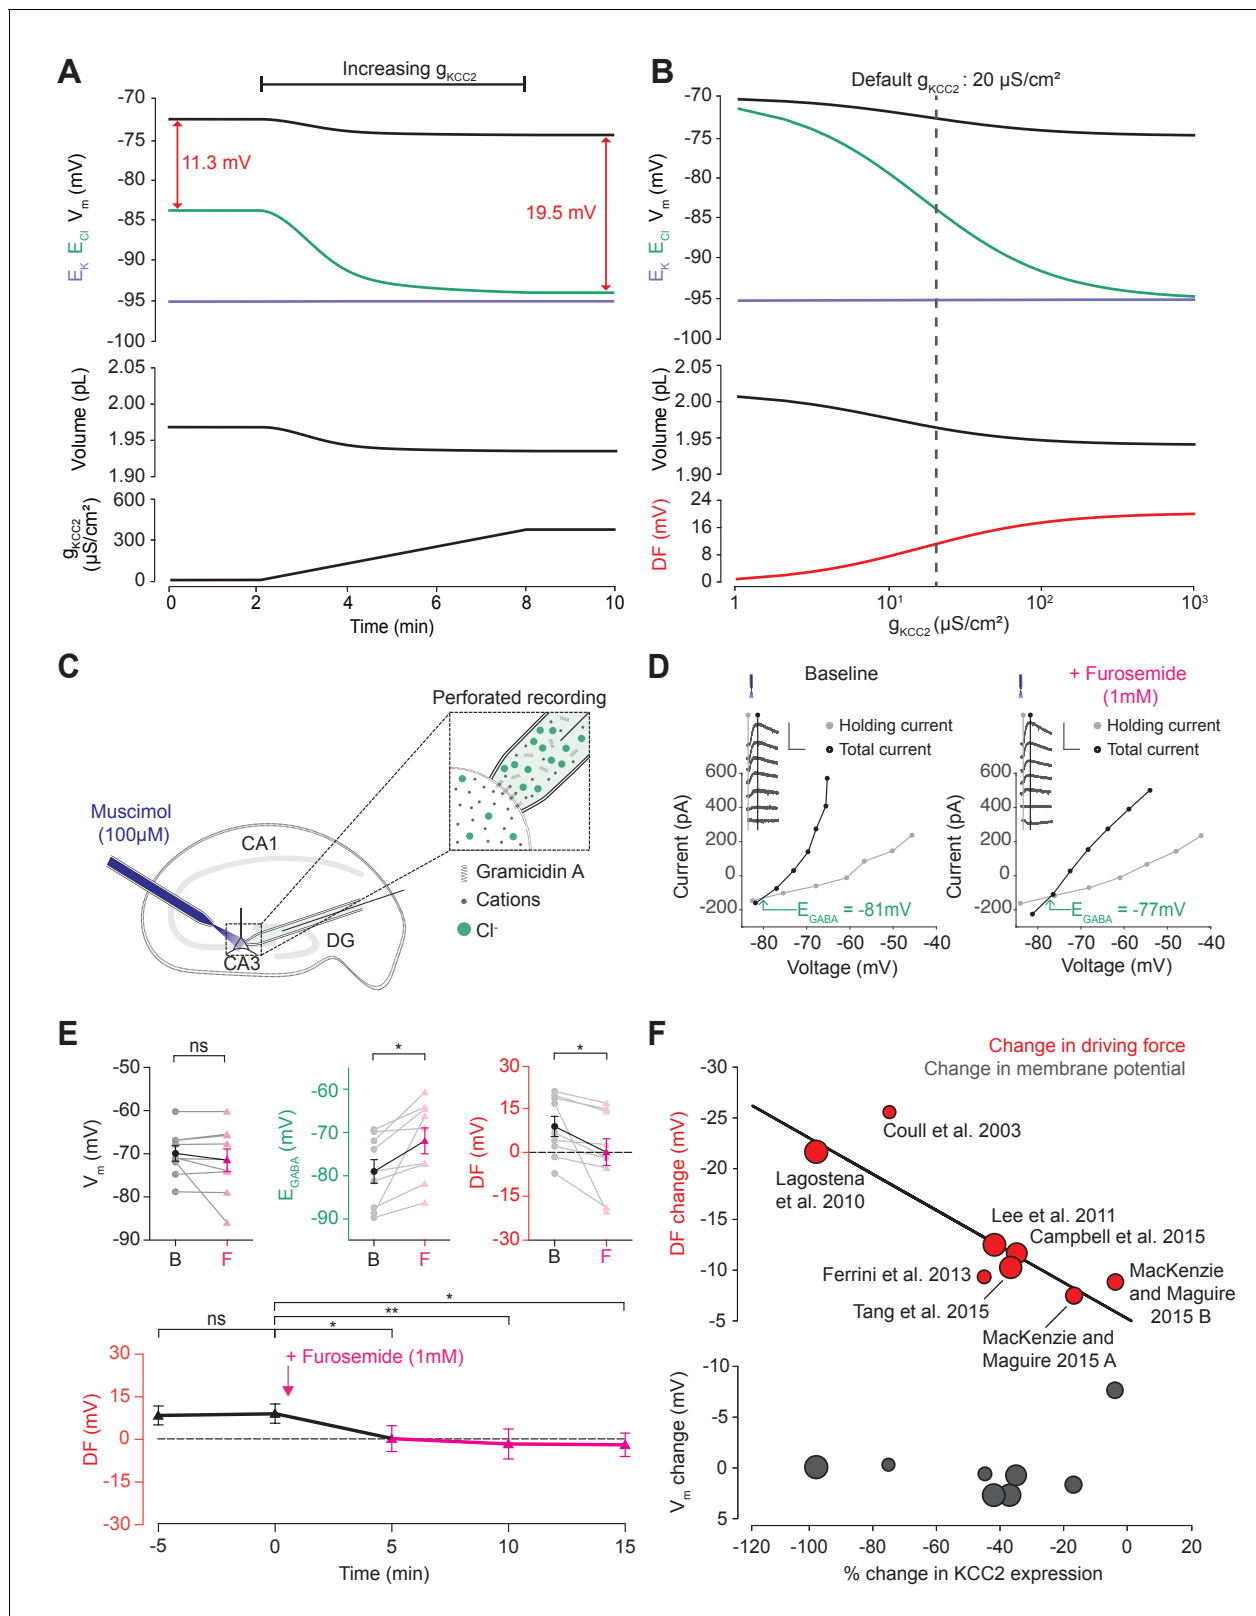 A
Increasing gKCC2
-70
-75
-80
-85
-90
-95
-100
EK ECl Vm (mV)
11.3 mV
19.5 mV
2.05
2.00
1.95
1.90
Volume (pL)
600
300
0
gKCC2
(µS/cm²)
0 2 4 6 8 10
Time (min)
B
Default gKCC2 : 20 µS/cm²
-70
-75
-80
-85
-90
-95
-100
EK ECl Vm (mV)
2.05
2.00
1.95
1.90
Volume (pL)
24
16
8
0
DF (mV)
1 10¹ 10² 10³
gKCC2 (µS/cm²)
C
Perforated recording
Muscimol
(100µM)
CA1
DG
CA3
Gramicidin A
Cations
Cl-
D
Baseline
Holding current
Total current
600
400
200
0
-200
Current (pA)
EGABA = -81mV
-80 -70 -60 -50 -40
Voltage (mV)
+ Furosemide
(1mM)
Holding current
Total current
600
400
200
0
-200
Current (pA)
EGABA = -77mV
-80 -70 -60 -50 -40
Voltage (mV)
E
ns
-50
-60
-70
-80
-90
Vm (mV)
B F
*
-60
-70
-80
-90
EGABA (mV)
B F
*
30
15
0
-15
-30
DF (mV)
B F
ns
*
**
*
+ Furosemide (1mM)
30
15
0
-15
-30
DF (mV)
-5 0 5 10 15
Time (min)
F
Change in driving force
Change in membrane potential
-30
-25
-20
-15
-10
-5
DF change (mV)
Coull et al. 2003
Lagostena
et al. 2010
Lee et al. 2011
Campbell et al. 2015
Ferrini et al. 2013
Tang et al. 2015
MacKenzie
and Maguire
2015 B
MacKenzie and
Maguire 2015 A
-10
-5
0
5
Vm change (mV)
-120 -100 -80 -60 -40 -20 0 20
% change in KCC2 expression